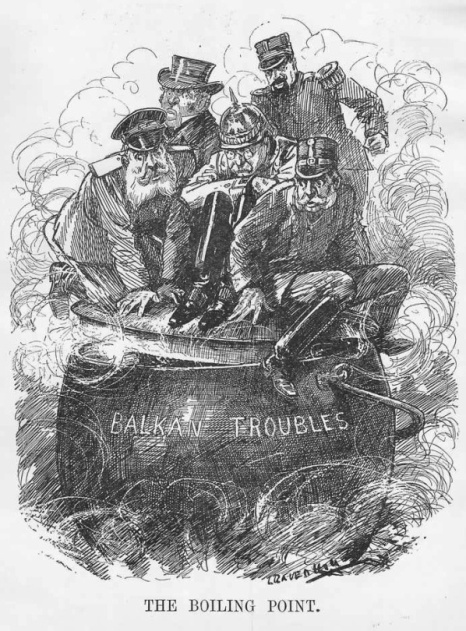 BALKAN TROUBLES
THE BOILING POINT.